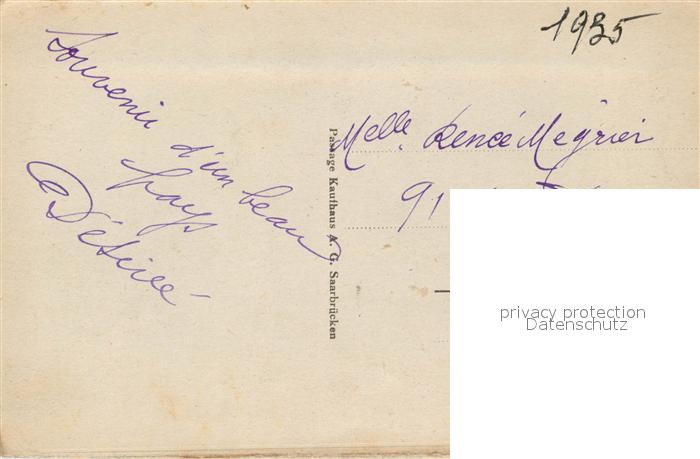 1935
Souvenir
d'un beau
pays
Désirée
Passage Kaufhaus A. G. Saarbrücken
Melle. Renée Megrier
91
privacy protection
Datenschutz